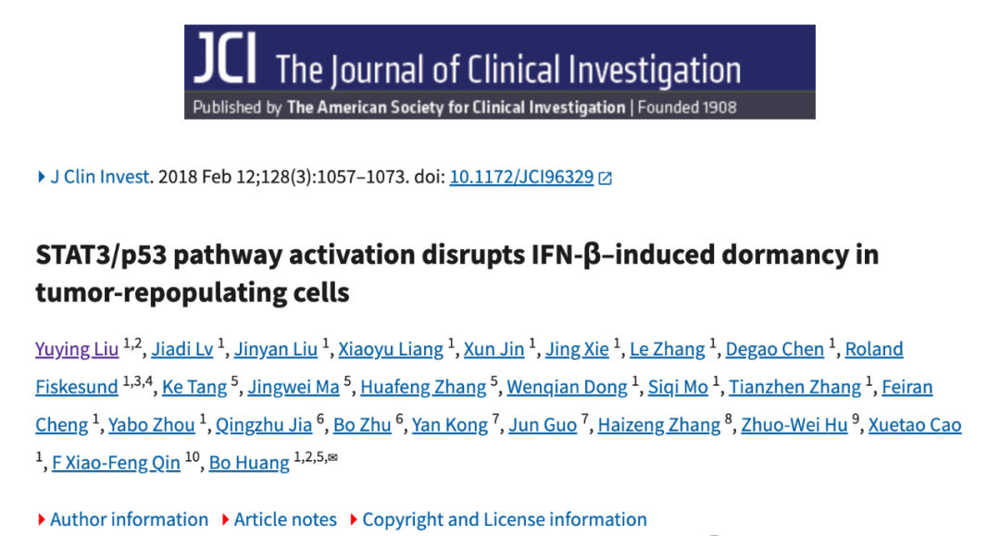 JCI The Journal of Clinical Investigation
Published by The American Society for Clinical Investigation | Founded 1908
J Clin Invest. 2018 Feb 12;128(3):1057–1073. doi: 10.1172/JCI96329
STAT3/p53 pathway activation disrupts IFN-β–induced dormancy in
tumor-repopulating cells
Yuying Liu 1,2, Jiadi Lv 1, Jinyan Liu 1, Xiaoyu Liang 1, Xun Jin 1, Jing Xie 1, Le Zhang 1, Degao Chen 1, Roland
Fiskesund 1,3,4, Ke Tang 5, Jingwei Ma 5, Huafeng Zhang 5, Wenqian Dong 1, Siqi Mo 1, Tianzhen Zhang 1, Feiran
Cheng 1, Yabo Zhou 1, Qingzhu Jia 6, Bo Zhu 6, Yan Kong 7, Jun Guo 7, Haizeng Zhang 8, Zhuo-Wei Hu 9, Xuetao Cao
1, F Xiao-Feng Qin 10, Bo Huang 1,2,5,✉
Author information Article notes Copyright and License information